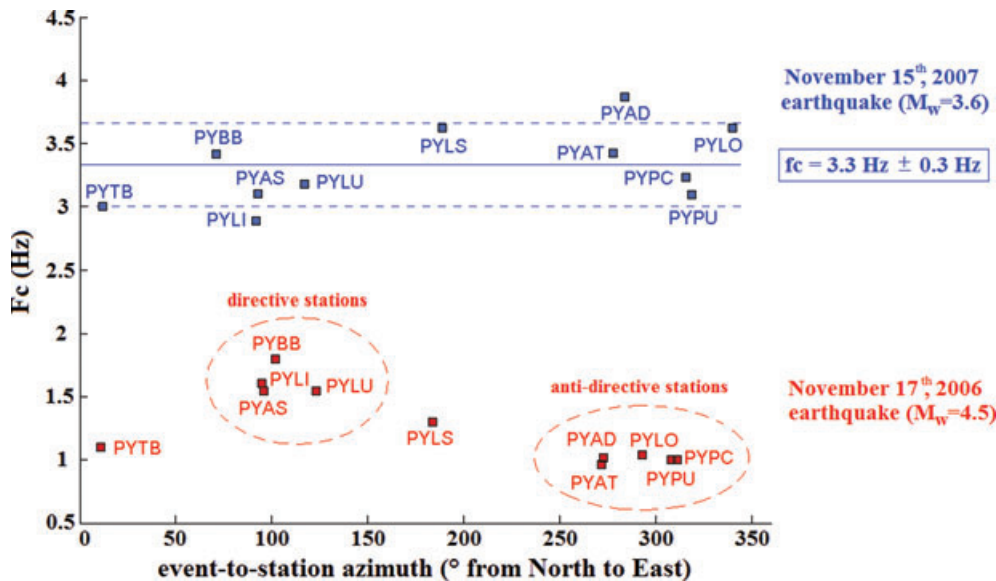 4.5
4
3.5
3
2.5
2
1.5
1
0.5
Fc (Hz)
0
50
100
150
200
250
300
350
event-to-station azimuth (° from North to East)
PYAD
PYBB
PYLS
PYAT
PYLO
PYAS
PYLU
PYPC
PYTB
PYLI
PYPU
November 15th, 2007
earthquake (Mw=3.6)
fc = 3.3 Hz ± 0.3 Hz
directive stations
PYBB
PYLI
PYLU
PYAS
PYTB
PYLS
anti-directive stations
PYAD
PYLO
PYPC
PYAT
PYPU
November 17th, 2006
earthquake (Mw=4.5)